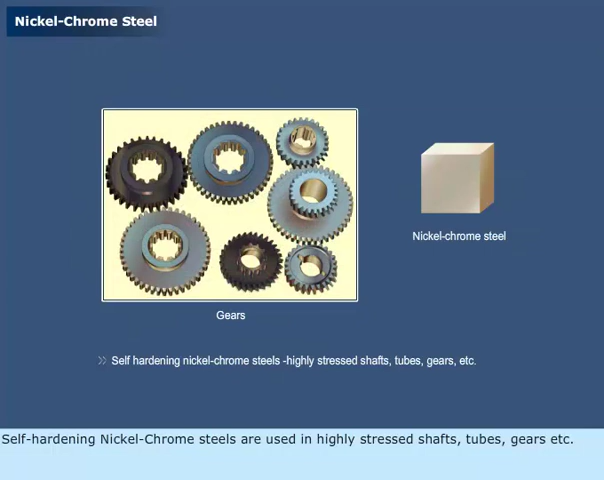 Nickel-Chrome Steel
Nickel-chrome steel
Gears
Self hardening nickel-chrome steels -highly stressed shafts, tubes, gears, etc.
Self-hardening Nickel-Chrome steels are used in highly stressed shafts, tubes, gears etc.